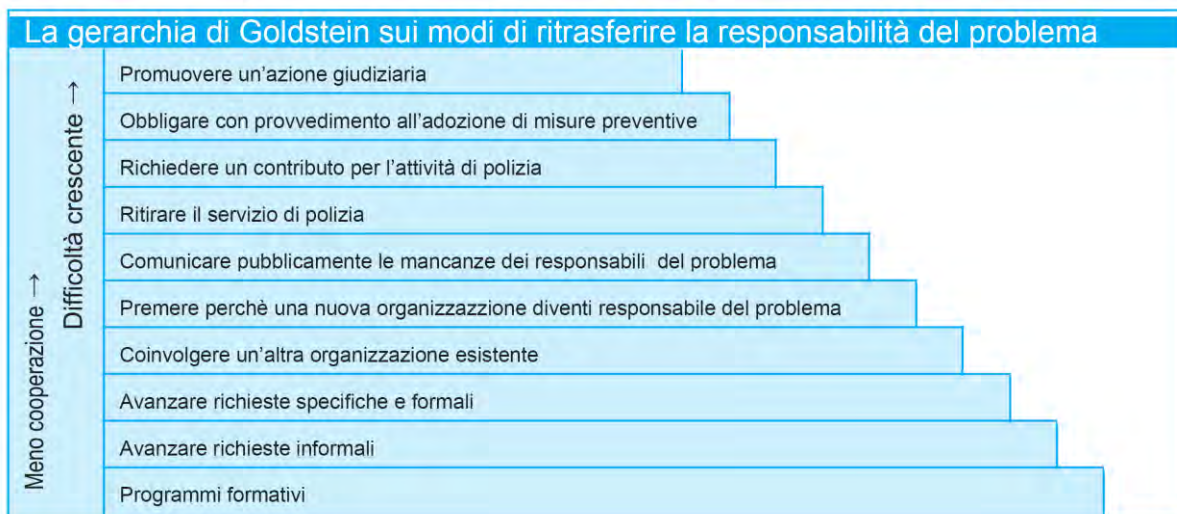 La gerarchia di Goldstein sui modi di ritrasferire la responsabilità del problema
Meno cooperazione →
Difficoltà crescente →
Promuovere un'azione giudiziaria
Obbligare con provvedimento all'adozione di misure preventive
Richiedere un contributo per l'attività di polizia
Ritirare il servizio di polizia
Comunicare pubblicamente le mancanze dei responsabili  del problema
Premere perchè una nuova organizzazzione diventi responsabile del problema
Coinvolgere un'altra organizzazione esistente
Avanzare richieste specifiche e formali
Avanzare richieste informali
Programmi formativi